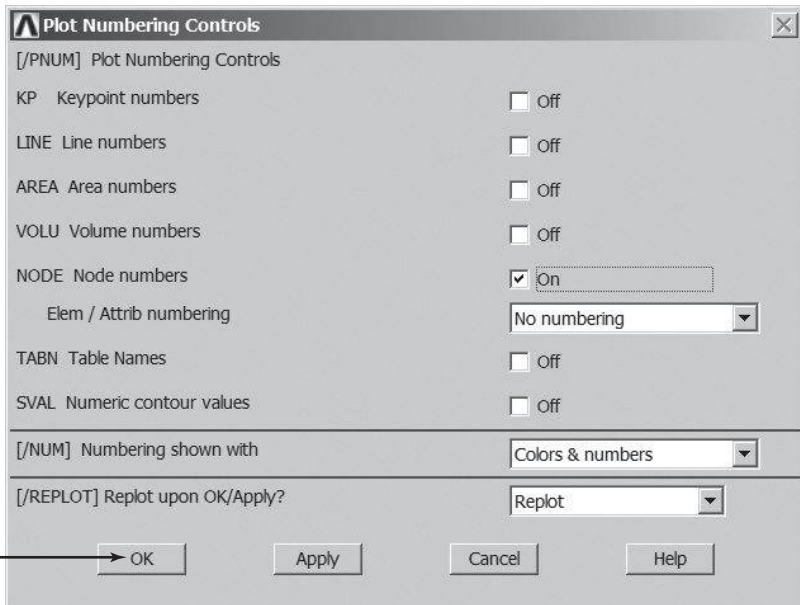 Plot Numbering Controls
[/PNUM] Plot Numbering Controls
KP Keypoint numbers Off
LINE Line numbers Off
AREA Area numbers Off
VOLU Volume numbers Off
NODE Node numbers On
Elem / Attrib numbering No numbering
TABN Table Names Off
SVAL Numeric contour values Off
[/NUM] Numbering shown with Colors & numbers
[/REPLOT] Replot upon OK/Apply? Replot
OK Apply Cancel Help